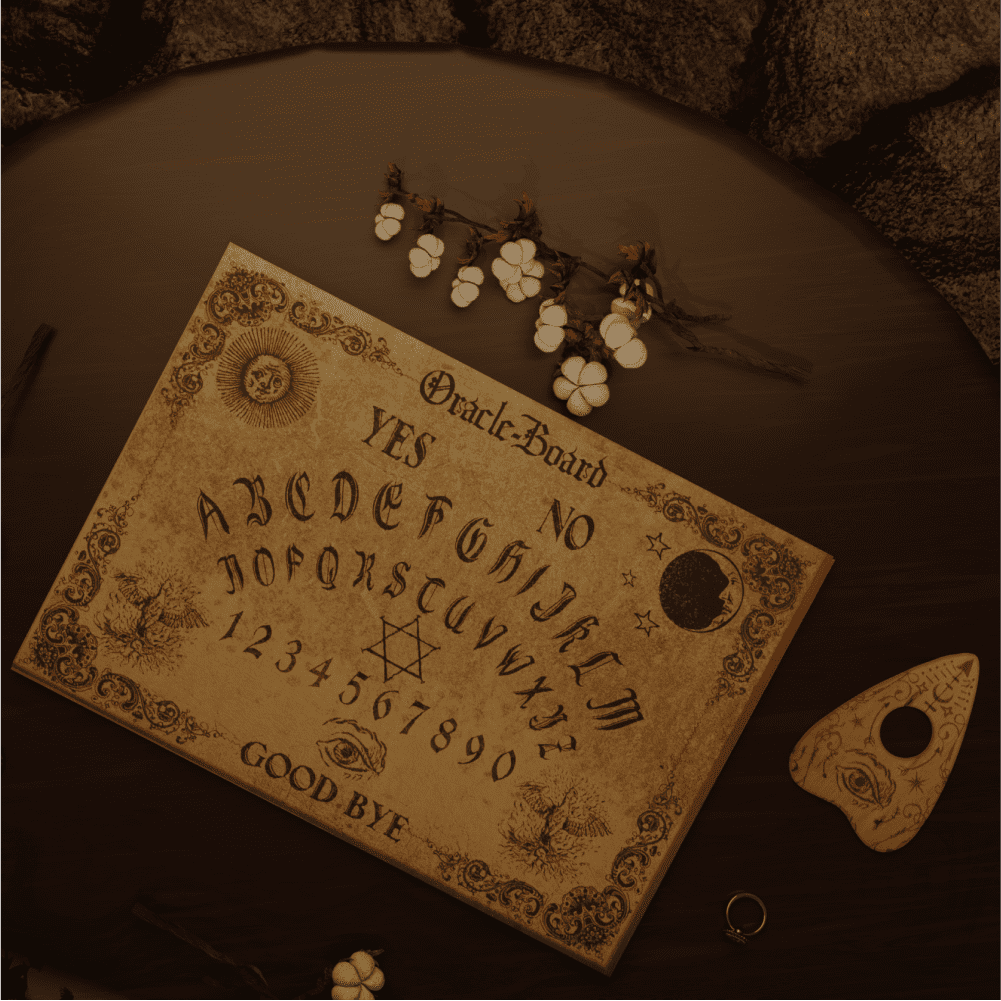 Oracle-Board
YES NO
ABCDEFGHIJKLM
NOPQRSTUVWXYZ
1234567890
GOOD BYE